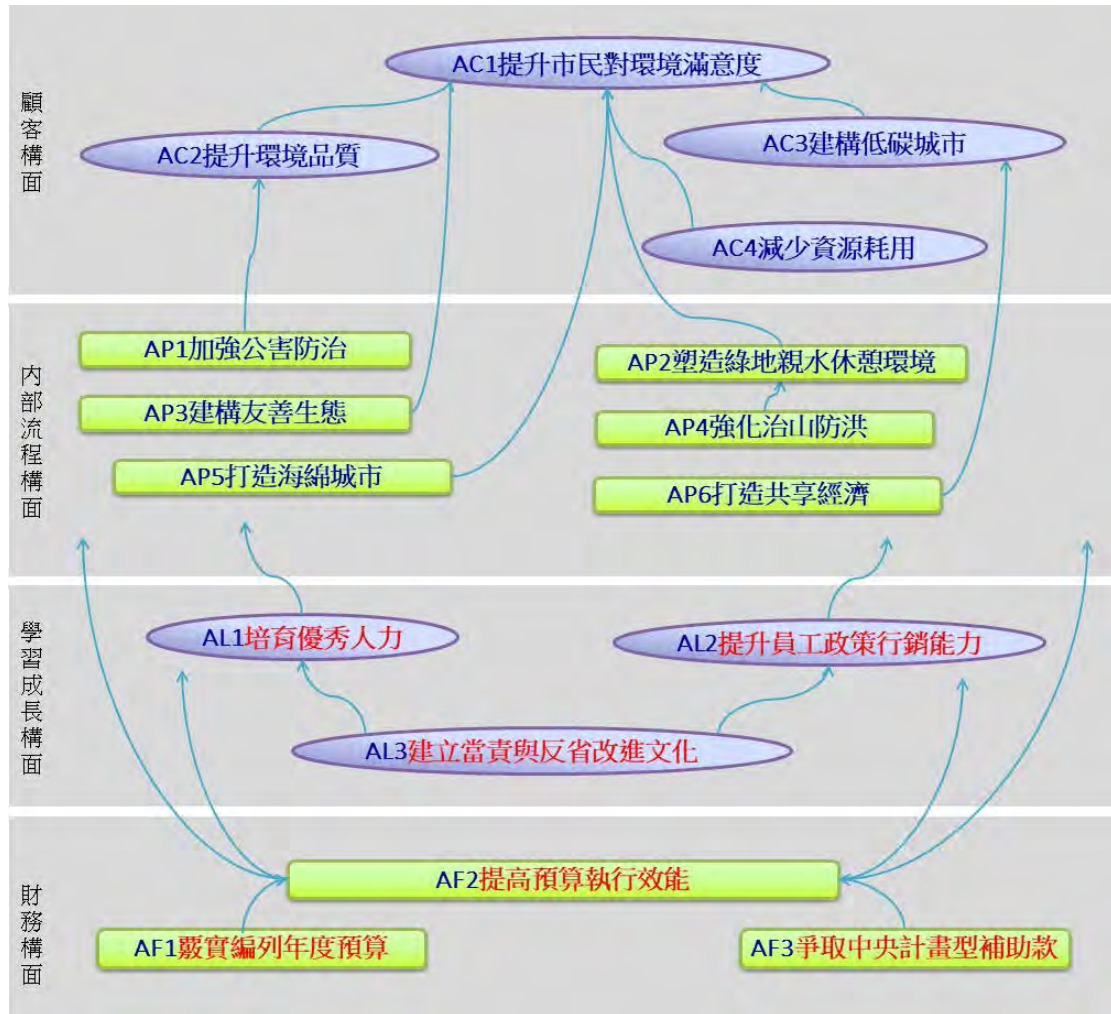 顧客構面
AC1提升市民對環境滿意度
AC2提升環境品質
AC3建構低碳城市
AC4減少資源耗用
內部流程構面
AP1加強公害防治
AP2塑造綠地親水休憩環境
AP3建構友善生態
AP4強化治山防洪
AP5打造海綿城市
AP6打造共享經濟
學習成長構面
AL1培育優秀人力
AL2提升員工政策行銷能力
AL3建立當責與反省改進文化
財務構面
AF2提高預算執行效能
AF1覈實編列年度預算
AF3爭取中央計畫型補助款